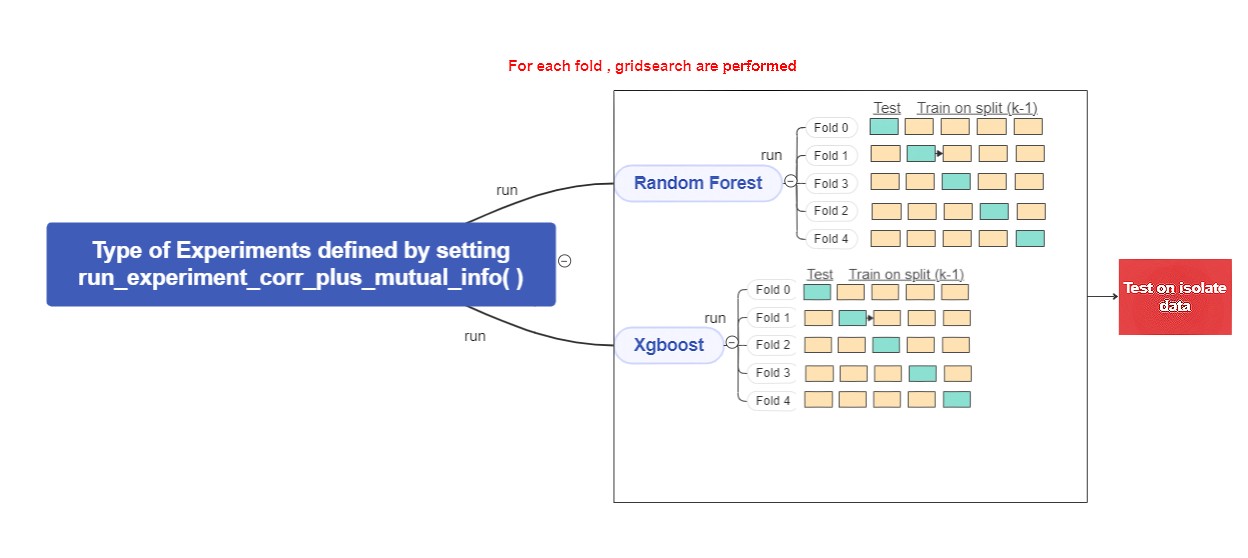 For each fold , gridsearch are performed
Test Train on split (k-1)
Fold 0
run
Fold 1
run
Random Forest
Fold 3
Fold 2
Fold 4
Type of Experiments defined by setting
run_experiment_corr_plus_mutual_info( )
Test Train on split (k-1)
Fold 0
run
Fold 1
run
Xgboost
Fold 2
Fold 3
Fold 4
Test on isolate
data